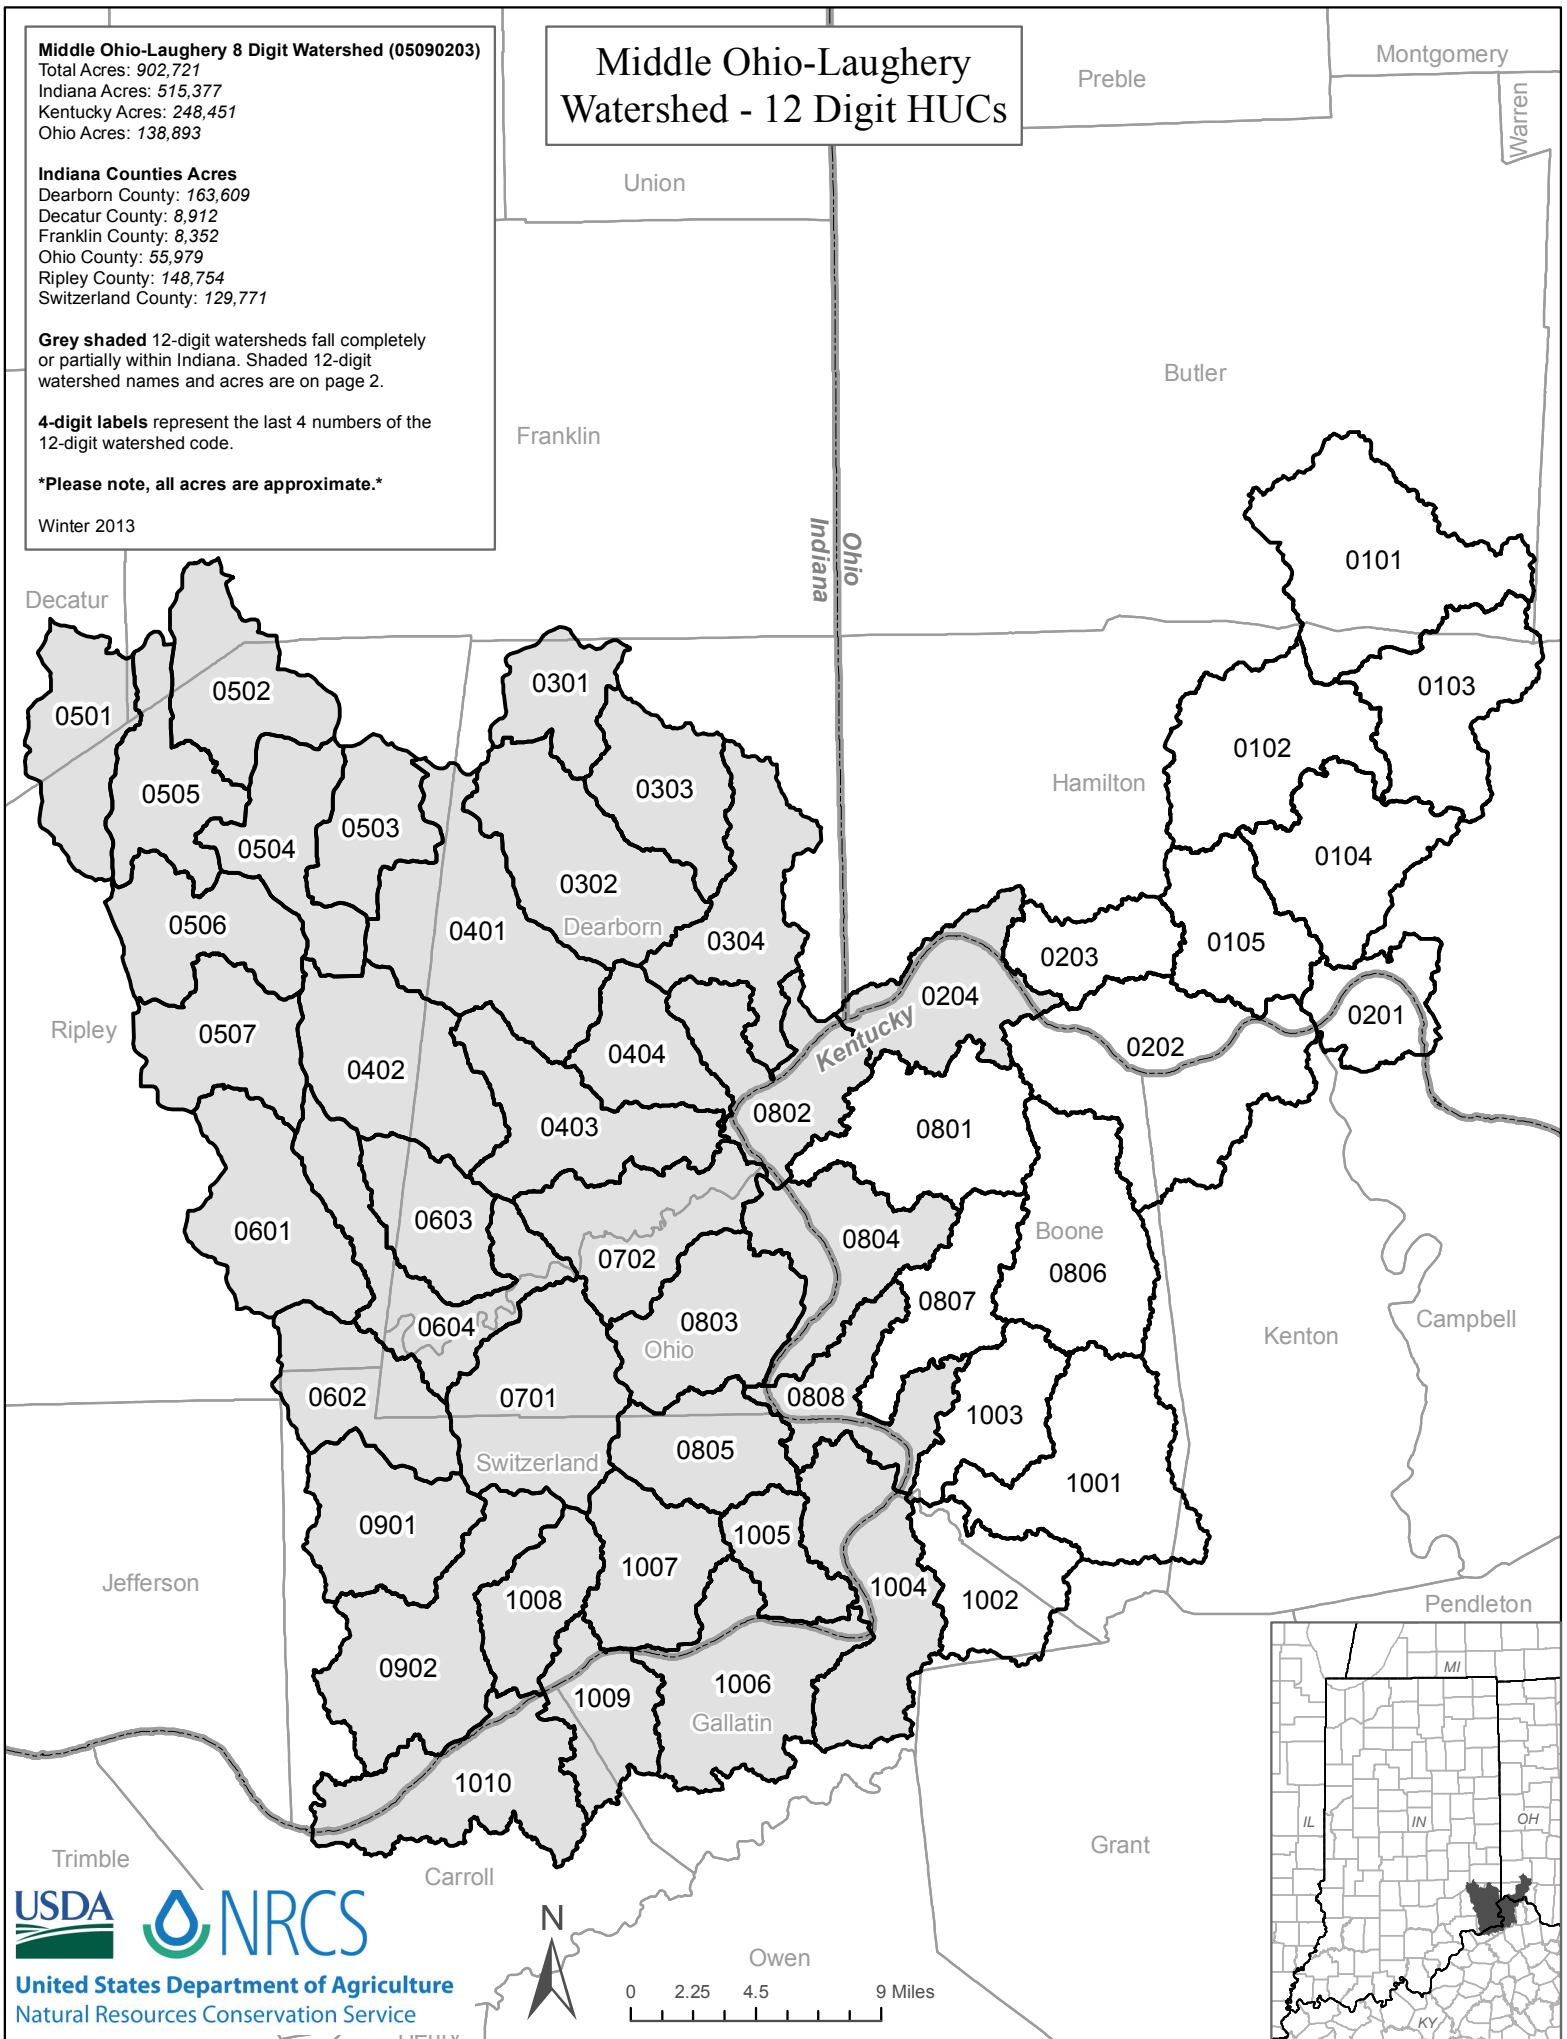 Middle Ohio-Laughery 8 Digit Watershed (05090203)
Total Acres: 902,721
Indiana Acres: 515,377
Kentucky Acres: 248,451
Ohio Acres: 138,893
Indiana Counties Acres
Dearborn County: 163,609
Decatur County: 8,912
Franklin County: 8,352
Ohio County: 55,979
Ripley County: 148,754
Switzerland County: 129,771
Grey shaded 12-digit watersheds fall completely
or partially within Indiana. Shaded 12-digit
watershed names and acres are on page 2.
4-digit labels represent the last 4 numbers of the
12-digit watershed code.
*Please note, all acres are approximate.*
Winter 2013
Middle Ohio-Laughery
Watershed - 12 Digit HUCs
Montgomery
Preble
Warren
Union
Butler
Franklin
Ohio
Indiana
0101
Decatur
0301
0103
0502
0501
0102
Hamilton
0303
0505
0503
0504
0104
0302
0506
Dearborn
0401
0304
0105
0203
0204
0201
Ripley
0507
Kentucky
0404
0202
0402
0802
0403
0801
0603
0601
Boone
0804
0702
0806
0807
0803
0604
Ohio
Campbell
Kenton
0602
0701
0808
1003
0805
Switzerland
1001
0901
1005
1007
Jefferson
1008
1004
1002
Pendleton
0902
1006
1009
Gallatin
MI
1010
IL
IN
OH
Grant
Trimble
Carroll
USDA
NRCS
N
Owen
United States Department of Agriculture
Natural Resources Conservation Service
0 2.25 4.5 9 Miles
KY